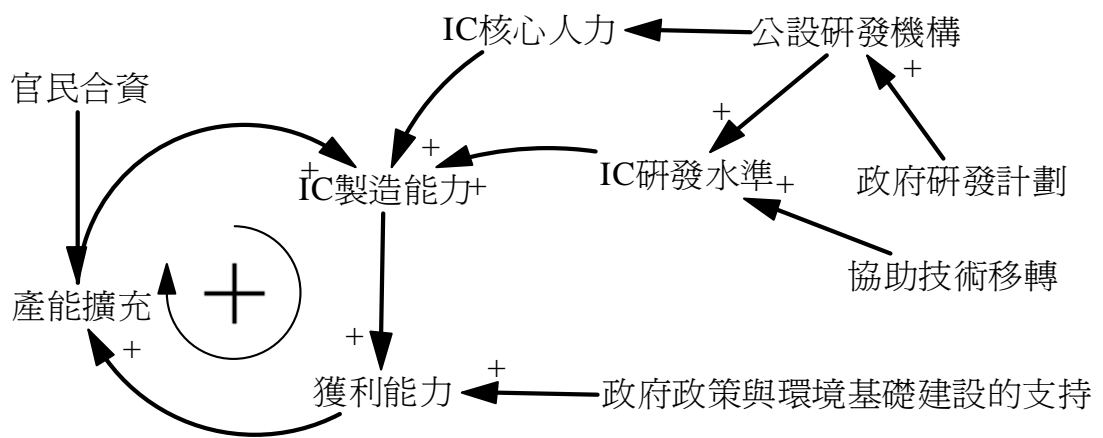 IC核心人力
公設研發機構
官民合資
+
+
+
+
IC製造能力+
IC研發水準+
政府研發計劃
協助技術移轉
產能擴充
+
+
+
+
獲利能力
政府政策與環境基礎建設的支持